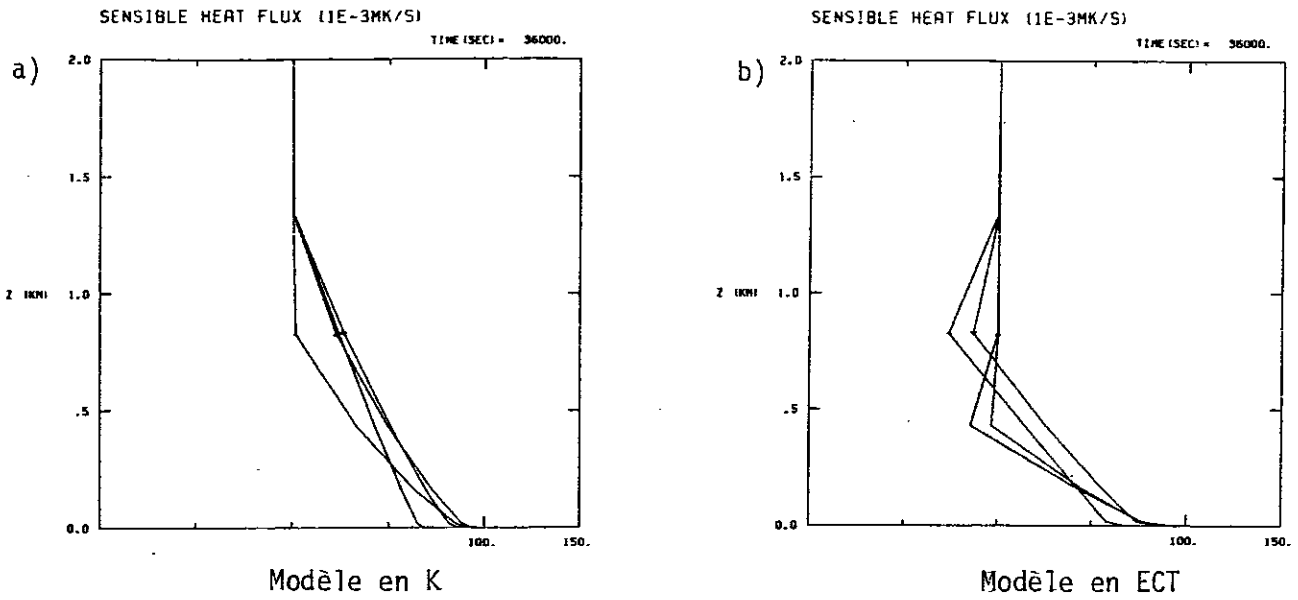 SENSIBLE HEAT FLUX (1E-3MK/S)
TIME (SEC) = 36000.
a)
2.0
1.5
Z (KM)
1.0
.5
0.0
100.
150.
Modèle en K
SENSIBLE HEAT FLUX (1E-3MK/S)
TIME (SEC) = 36000.
b)
2.0
1.5
Z (KM)
1.0
.5
0.0
100.
150.
Modèle en ECT